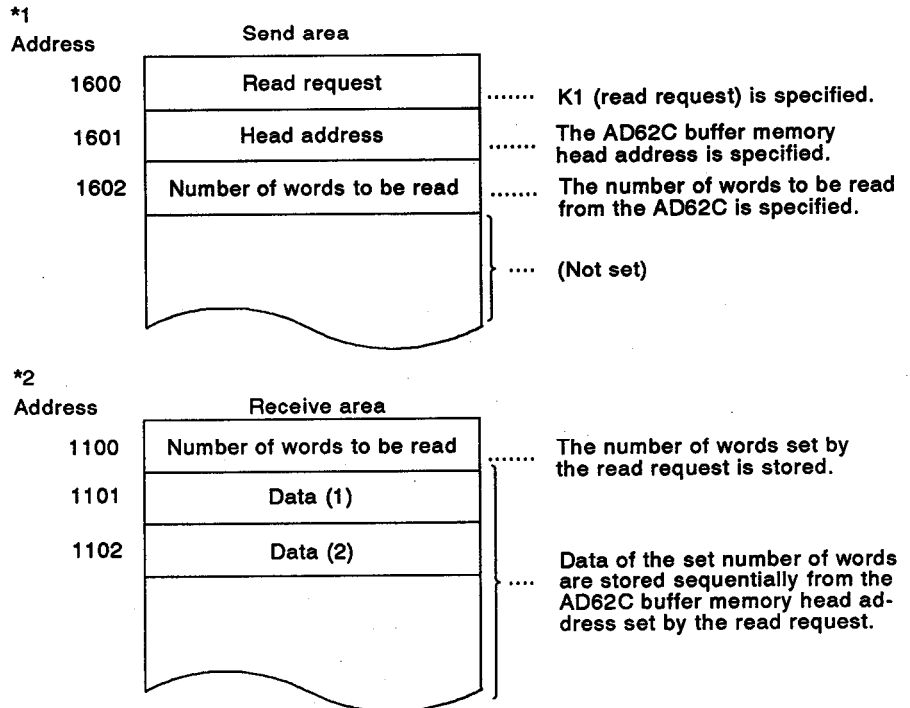 *1
Address
Send area
1600
Read request
....... K1 (read request) is specified.
1601
Head address
....... The AD62C buffer memory
head address is specified.
1602
Number of words to be read
....... The number of words to be read
from the AD62C is specified.
.... (Not set)
*2
Address
Receive area
1100
Number of words to be read
....... The number of words set by
the read request is stored.
1101
Data (1)
1102
Data (2)
.... Data of the set number of words
are stored sequentially from the
AD62C buffer memory head ad-
dress set by the read request.